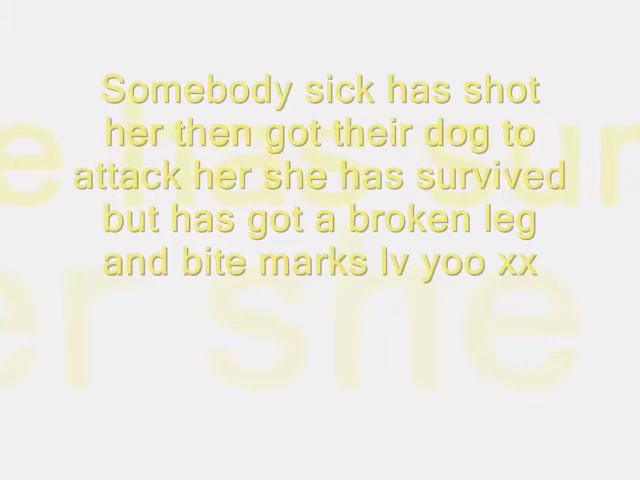 Somebody sick has shot
her then got their dog to
attack her she has survived
but has got a broken leg
and bite marks lv yoo xx